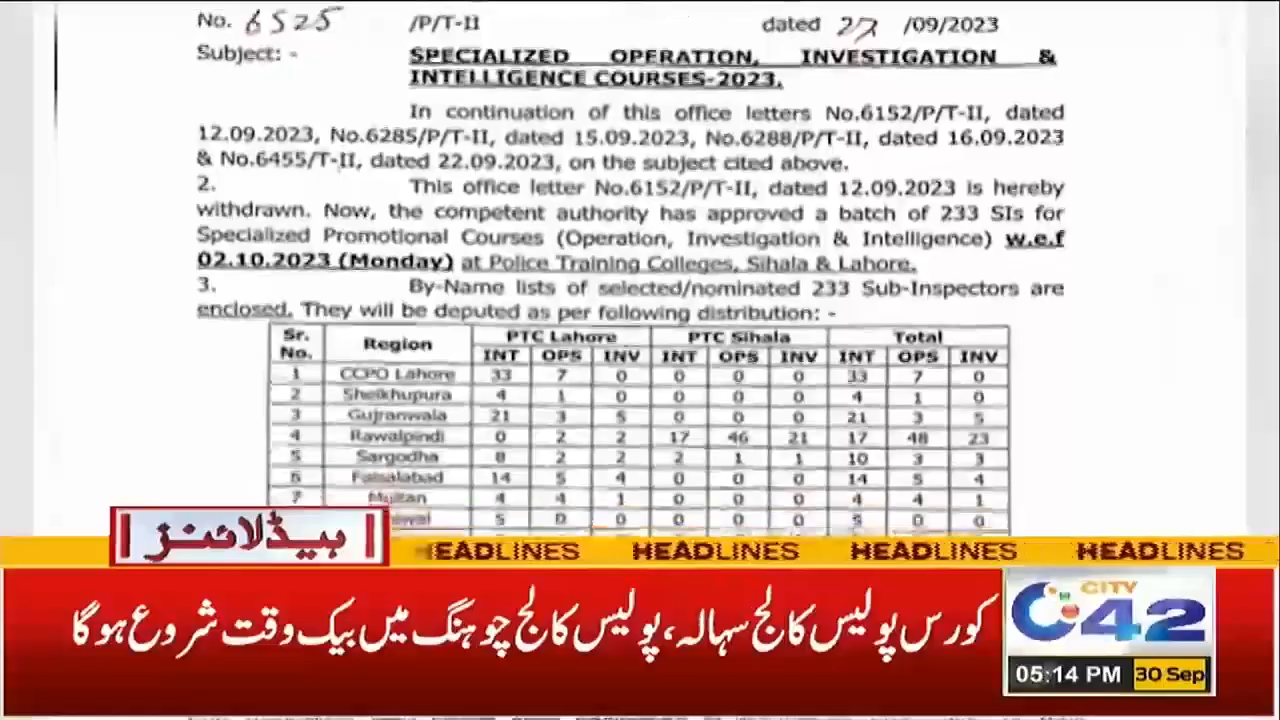 No. 6525 /P/T-II dated 27 /09/2023
Subject: - SPECIALIZED OPERATION, INVESTIGATION &
INTELLIGENCE COURSES-2023.
In continuation of this office letters No.6152/P/T-II, dated
12.09.2023, No.6285/P/T-II, dated 15.09.2023, No.6288/P/T-II, dated 16.09.2023
& No.6455/T-II, dated 22.09.2023, on the subject cited above.
2. This office letter No.6152/P/T-II, dated 12.09.2023 is hereby
withdrawn. Now, the competent authority has approved a batch of 233 SIs for
Specialized Promotional Courses (Operation, Investigation & Intelligence) w.e.f
02.10.2023 (Monday) at Police Training Colleges, Sihala & Lahore.
3. By-Name lists of selected/nominated 233 Sub-Inspectors are
enclosed. They will be deputed as per following distribution: -
Sr. No. Region PTC Lahore PTC Sihala Total
INT OPS INV INT OPS INV INT OPS INV
1 CCPO Lahore 33 7 0 0 0 0 33 7 0
2 Sheikhupura 4 1 0 0 0 0 4 1 0
3 Gujranwala 21 3 5 0 0 0 21 3 5
4 Rawalpindi 0 2 2 17 46 21 17 48 23
5 Sargodha 8 2 2 2 1 1 10 3 3
6 Faisalabad 14 5 4 0 0 0 14 5 4
7 Multan 4 4 1 0 0 0 4 4 1
5 0 0 0 0 0 5 0 0
ہیڈلائنز
HEADLINES HEADLINES HEADLINES HEADLINES
کورس پولیس کالج سہالہ، پولیس کالج چوہنگ میں بیک وقت شروع ہوگا
CITY
42
05:14 PM 30 Sep